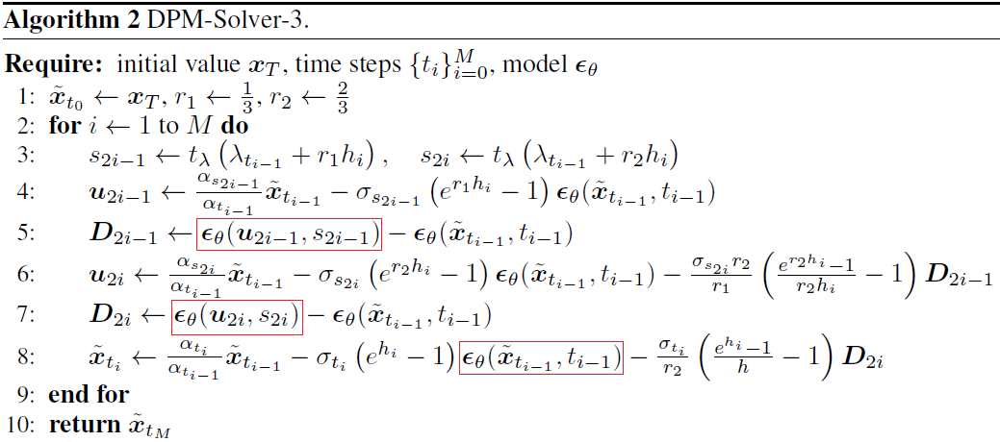 Algorithm 2 DPM-Solver-3.
Require: initial value $\boldsymbol{x}_T$, time steps $\{t_i\}_{i=0}^{M}$, model $\boldsymbol{\epsilon}_\theta$
1: $\tilde{\boldsymbol{x}}_{t_0} \leftarrow \boldsymbol{x}_T, r_1 \leftarrow \frac{1}{3}, r_2 \leftarrow \frac{2}{3}$
2: for $i \leftarrow 1$ to $M$ do
3: $s_{2i-1} \leftarrow t_\lambda \left(\lambda_{t_{i-1}} + r_1 h_i\right), \quad s_{2i} \leftarrow t_\lambda \left(\lambda_{t_{i-1}} + r_2 h_i\right)$
4: $\boldsymbol{u}_{2i-1} \leftarrow \frac{\alpha_{s_{2i-1}}}{\alpha_{t_{i-1}}} \tilde{\boldsymbol{x}}_{t_{i-1}} - \sigma_{s_{2i-1}} \left(e^{r_1 h_i} - 1\right) \boldsymbol{\epsilon}_\theta(\tilde{\boldsymbol{x}}_{t_{i-1}}, t_{i-1})$
5: $\boldsymbol{D}_{2i-1} \leftarrow \boldsymbol{\epsilon}_\theta(\boldsymbol{u}_{2i-1}, s_{2i-1}) - \boldsymbol{\epsilon}_\theta(\tilde{\boldsymbol{x}}_{t_{i-1}}, t_{i-1})$
6: $\boldsymbol{u}_{2i} \leftarrow \frac{\alpha_{s_{2i}}}{\alpha_{t_{i-1}}} \tilde{\boldsymbol{x}}_{t_{i-1}} - \sigma_{s_{2i}} \left(e^{r_2 h_i} - 1\right) \boldsymbol{\epsilon}_\theta(\tilde{\boldsymbol{x}}_{t_{i-1}}, t_{i-1}) - \frac{\sigma_{s_{2i}} r_2}{r_1} \left(\frac{e^{r_2 h_i} - 1}{r_2 h_i} - 1\right) \boldsymbol{D}_{2i-1}$
7: $\boldsymbol{D}_{2i} \leftarrow \boldsymbol{\epsilon}_\theta(\boldsymbol{u}_{2i}, s_{2i}) - \boldsymbol{\epsilon}_\theta(\tilde{\boldsymbol{x}}_{t_{i-1}}, t_{i-1})$
8: $\tilde{\boldsymbol{x}}_{t_i} \leftarrow \frac{\alpha_{t_i}}{\alpha_{t_{i-1}}} \tilde{\boldsymbol{x}}_{t_{i-1}} - \sigma_{t_i} \left(e^{h_i} - 1\right) \boldsymbol{\epsilon}_\theta(\tilde{\boldsymbol{x}}_{t_{i-1}}, t_{i-1}) - \frac{\sigma_{t_i}}{r_2} \left(\frac{e^{h_i} - 1}{h} - 1\right) \boldsymbol{D}_{2i}$
9: end for
10: return $\tilde{\boldsymbol{x}}_{t_M}$